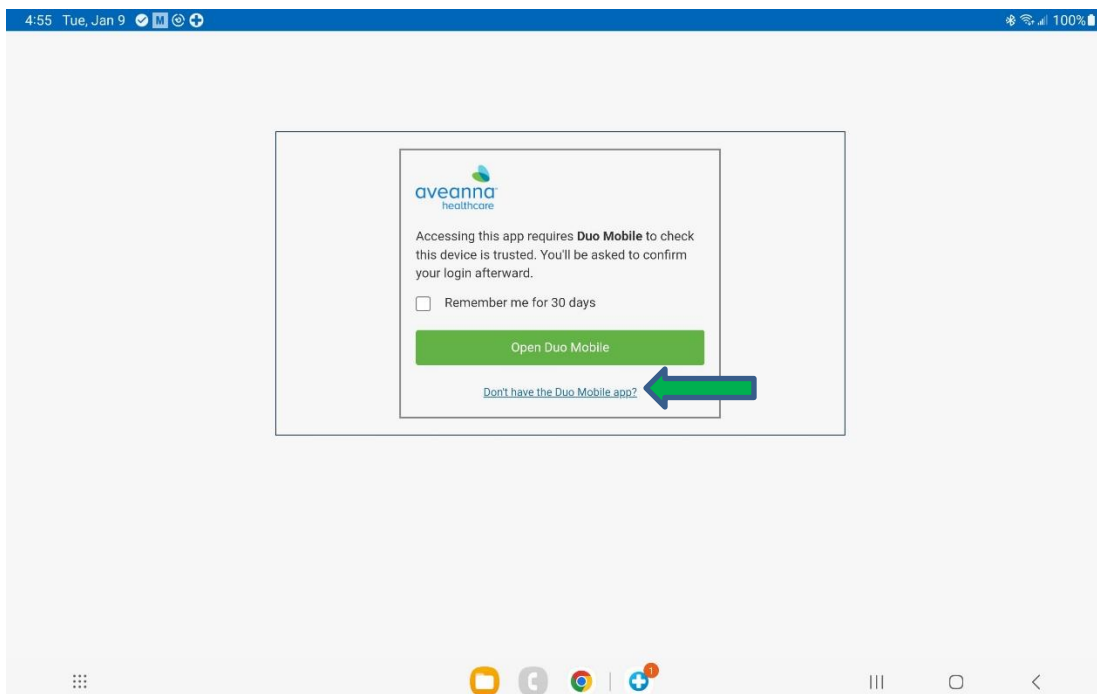 4:55 Tue, Jan 9 M
100%
aveanna
healthcare
Accessing this app requires Duo Mobile to check
this device is trusted. You'll be asked to confirm
your login afterward.
Remember me for 30 days
Open Duo Mobile
Don't have the Duo Mobile app?
1